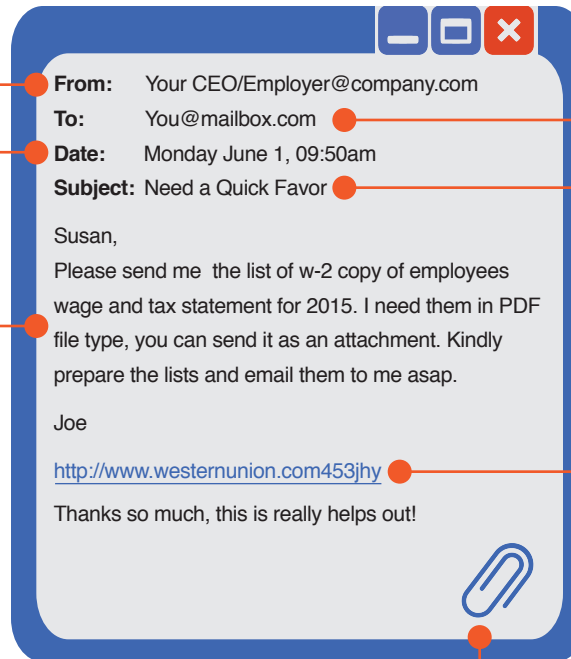 From: Your CEO/Employer@company.com
To: You@mailbox.com
Date: Monday June 1, 09:50am
Subject: Need a Quick Favor
Susan,
Please send me the list of w-2 copy of employees
wage and tax statement for 2015. I need them in PDF
file type, you can send it as an attachment. Kindly
prepare the lists and email them to me asap.
Joe
http://www.westernunion.com453jhy
Thanks so much, this is really helps out!